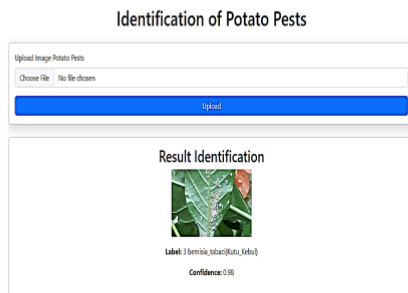 Identification of Potato Pests
Upload Image Potato Pests
Choose File No file chosen
Upload
Result Identification
Label: 3 bemisia_tabaci(Kutu_Kebul)
Confidence: 0.98